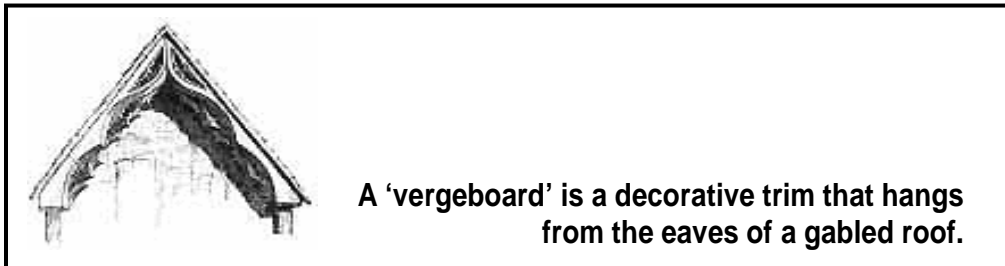 A ‘vergeboard’ is a decorative trim that hangs
from the eaves of a gabled roof.